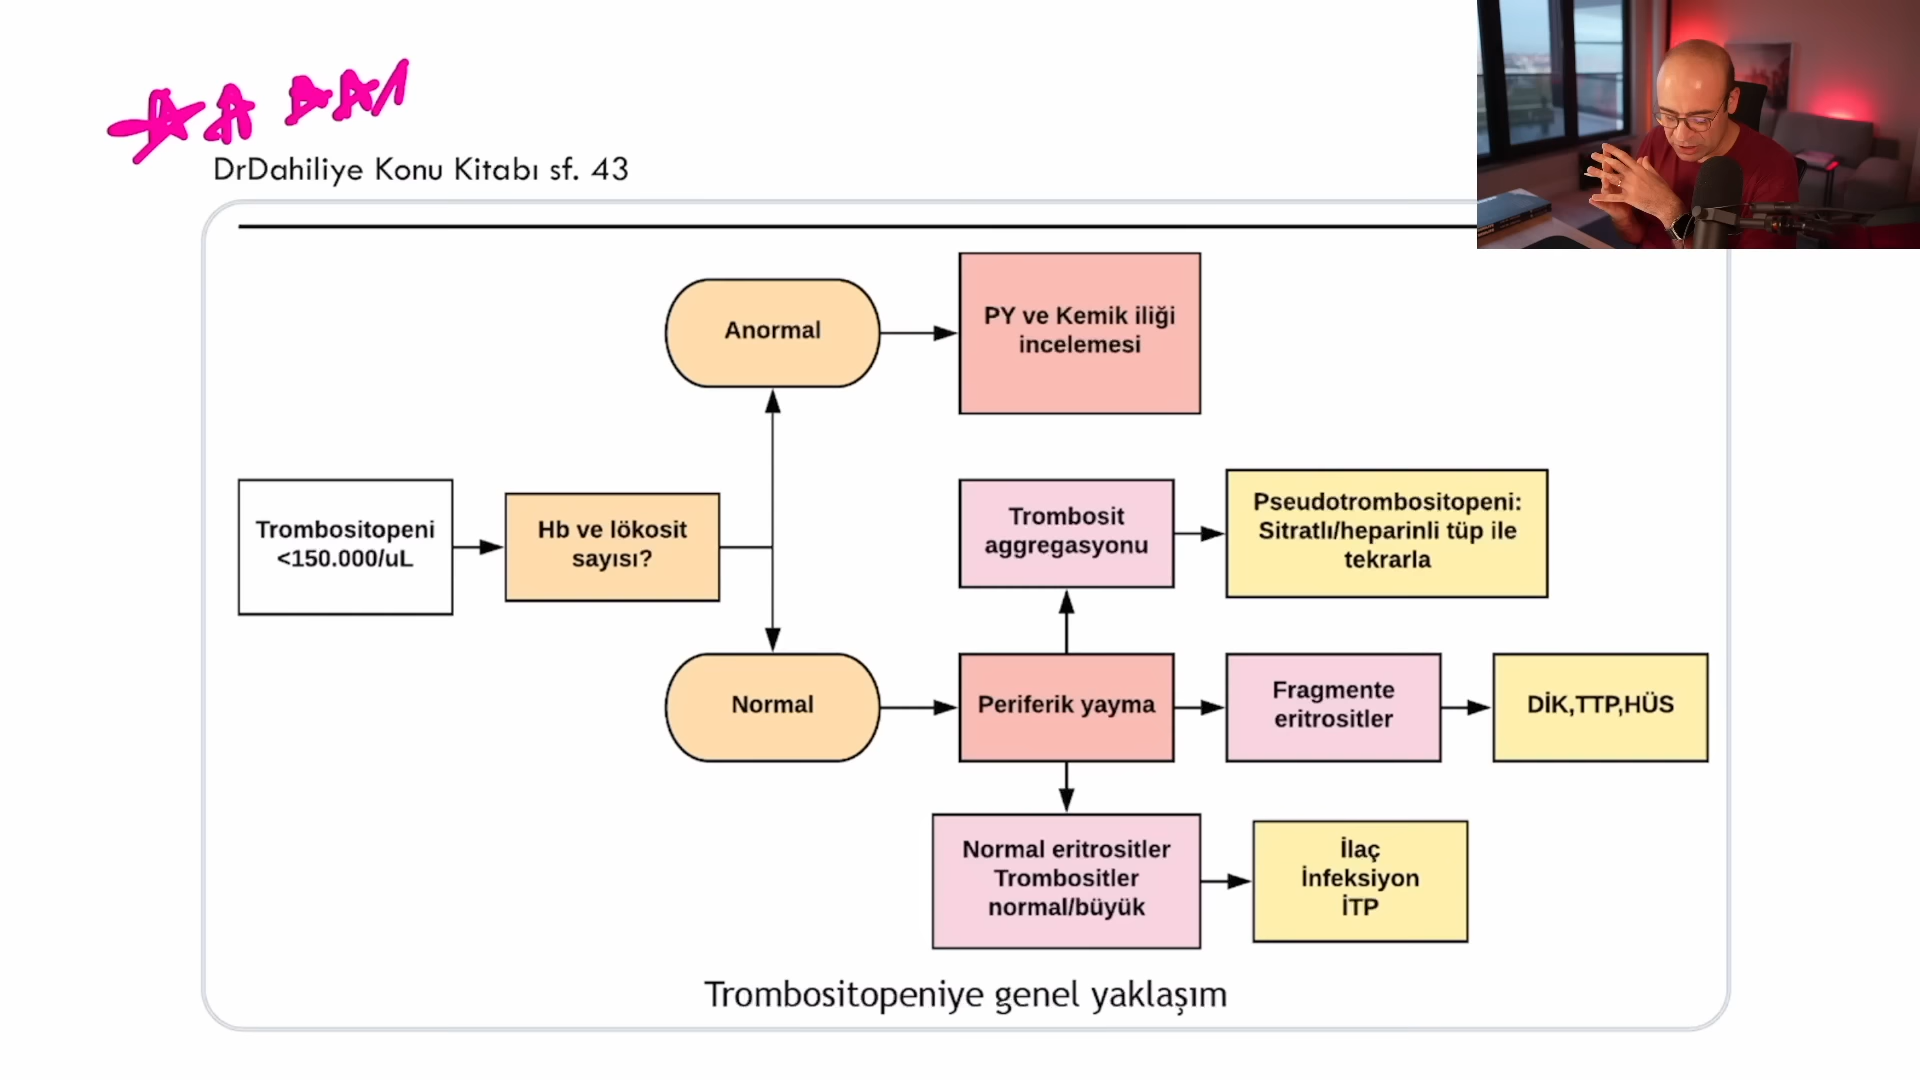 DrDahiliye Konu Kitabı sf. 43
Anormal
PY ve Kemik iliği
incelemesi
Trombositopeni
<150.000/uL
Hb ve lökosit
sayısı?
Trombosit
aggregasyonu
Pseudotrombositopeni:
Sitratlı/heparinli tüp ile
tekrarla
Normal
Periferik yayma
Fragmente
eritrositler
DİK,TTP,HÜS
Normal eritrositler
Trombositler
normal/büyük
İlaç
İnfeksiyon
İTP
Trombositopeniye genel yaklaşım